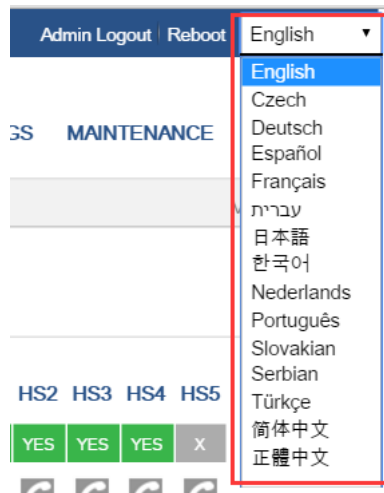 Admin Logout Reboot English
English
Czech
Deutsch
Español
Français
עברית
日本語
한국어
Nederlands
Português
Slovakian
Serbian
Türkçe
简体中文
正體中文
GS MAINTENANCE
HS2 HS3 HS4 HS5
YES YES YES X